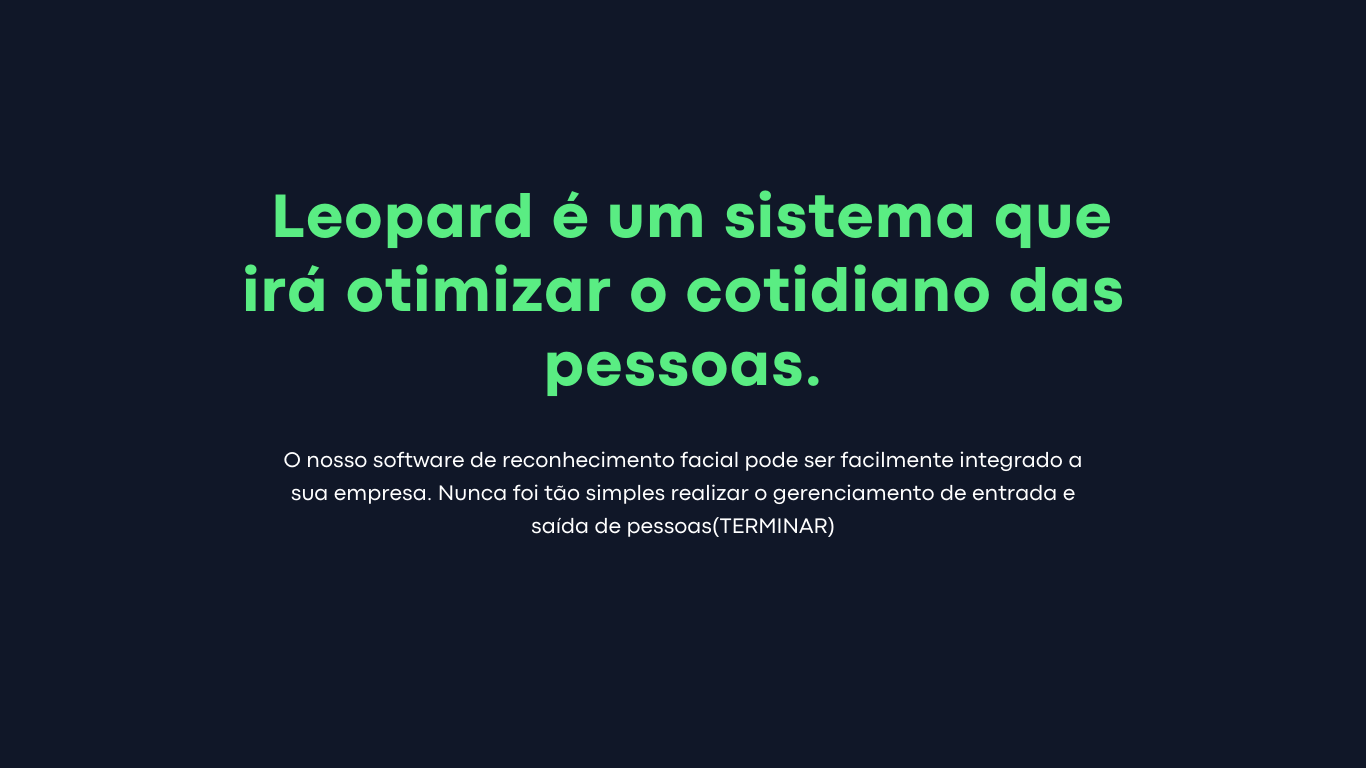 Leopard é um sistema que
irá otimizar o cotidiano das
pessoas.
O nosso software de reconhecimento facial pode ser facilmente integrado a
sua empresa. Nunca foi tão simples realizar o gerenciamento de entrada e
saída de pessoas(TERMINAR)